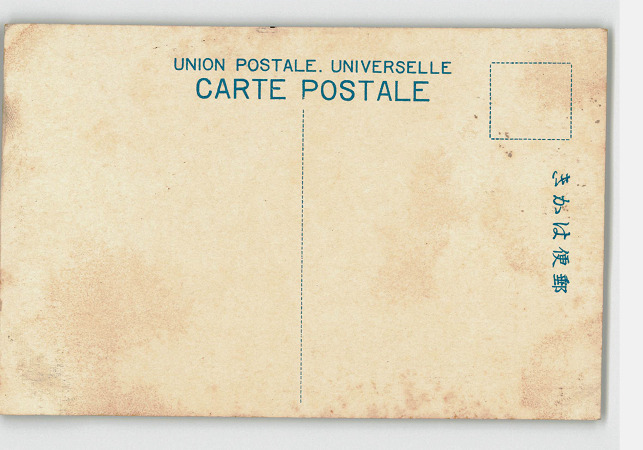 UNION POSTALE. UNIVERSELLE
CARTE POSTALE
きかは便郵